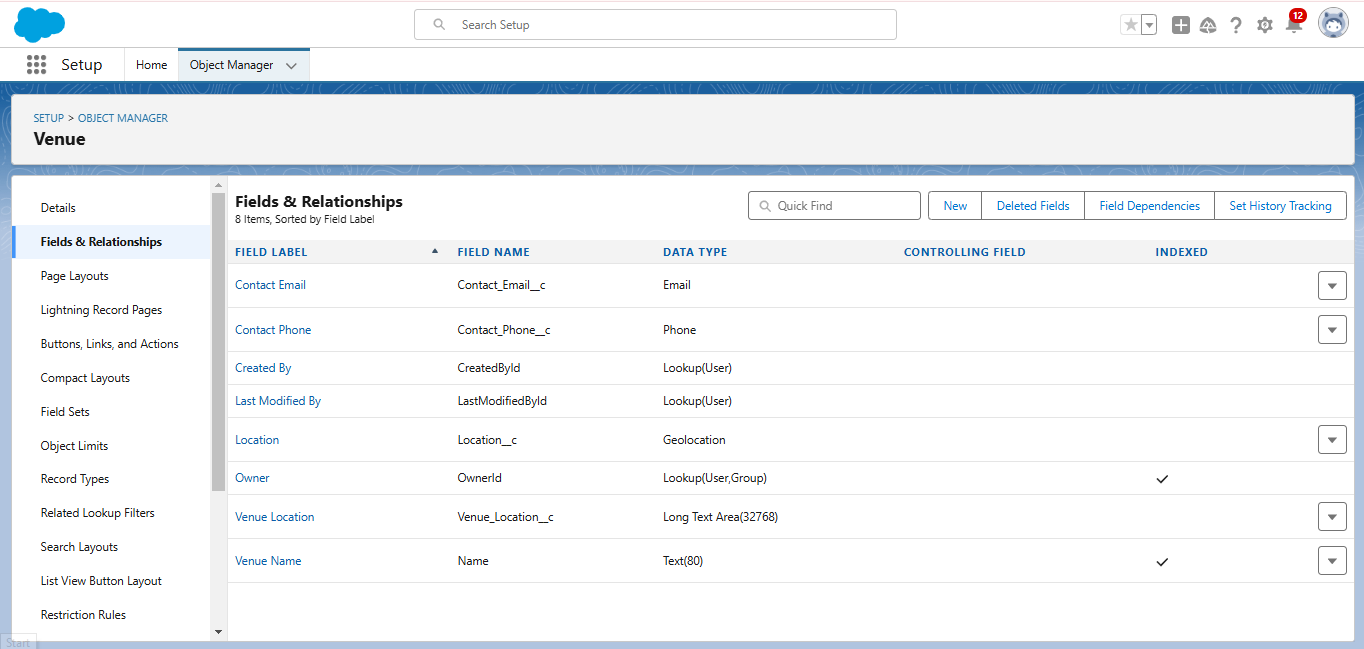 Search Setup
12
Setup
Home
Object Manager
SETUP > OBJECT MANAGER
Venue
Details
Fields & Relationships
Page Layouts
Lightning Record Pages
Buttons, Links, and Actions
Compact Layouts
Field Sets
Object Limits
Record Types
Related Lookup Filters
Search Layouts
List View Button Layout
Restriction Rules
Start
Fields & Relationships
8 Items, Sorted by Field Label
Quick Find
New
Deleted Fields
Field Dependencies
Set History Tracking
FIELD LABEL FIELD NAME DATA TYPE CONTROLLING FIELD INDEXED
Contact Email Contact_Email__c Email
Contact Phone Contact_Phone__c Phone
Created By CreatedById Lookup(User)
Last Modified By LastModifiedById Lookup(User)
Location Location__c Geolocation
Owner OwnerId Lookup(User,Group)
Venue Location Venue_Location__c Long Text Area(32768)
Venue Name Name Text(80)